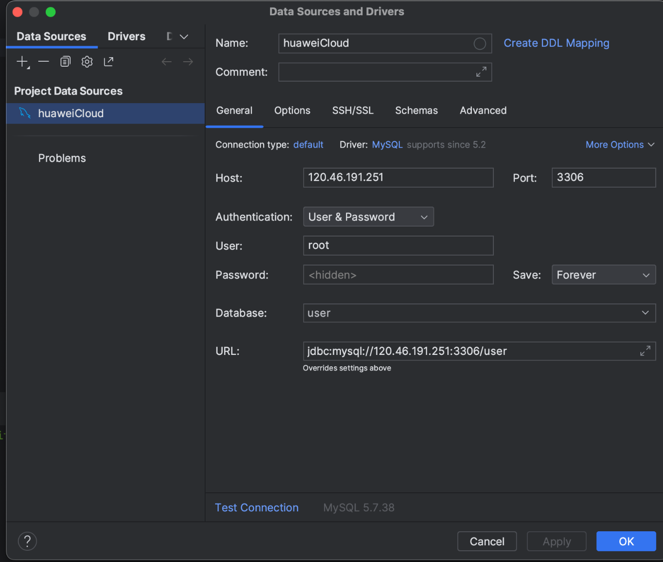 Data Sources and Drivers
Data Sources Drivers
Name: huaweiCloud Create DDL Mapping
Comment:
Project Data Sources
huaweiCloud
Problems
General Options SSH/SSL Schemas Advanced
Connection type: default Driver: MySQL supports since 5.2 More Options
Host: 120.46.191.251 Port: 3306
Authentication: User & Password
User: root
Password: <hidden> Save: Forever
Database: user
URL: jdbc:mysql://120.46.191.251:3306/user
Overrides settings above
Test Connection MySQL 5.7.38
? Cancel Apply OK